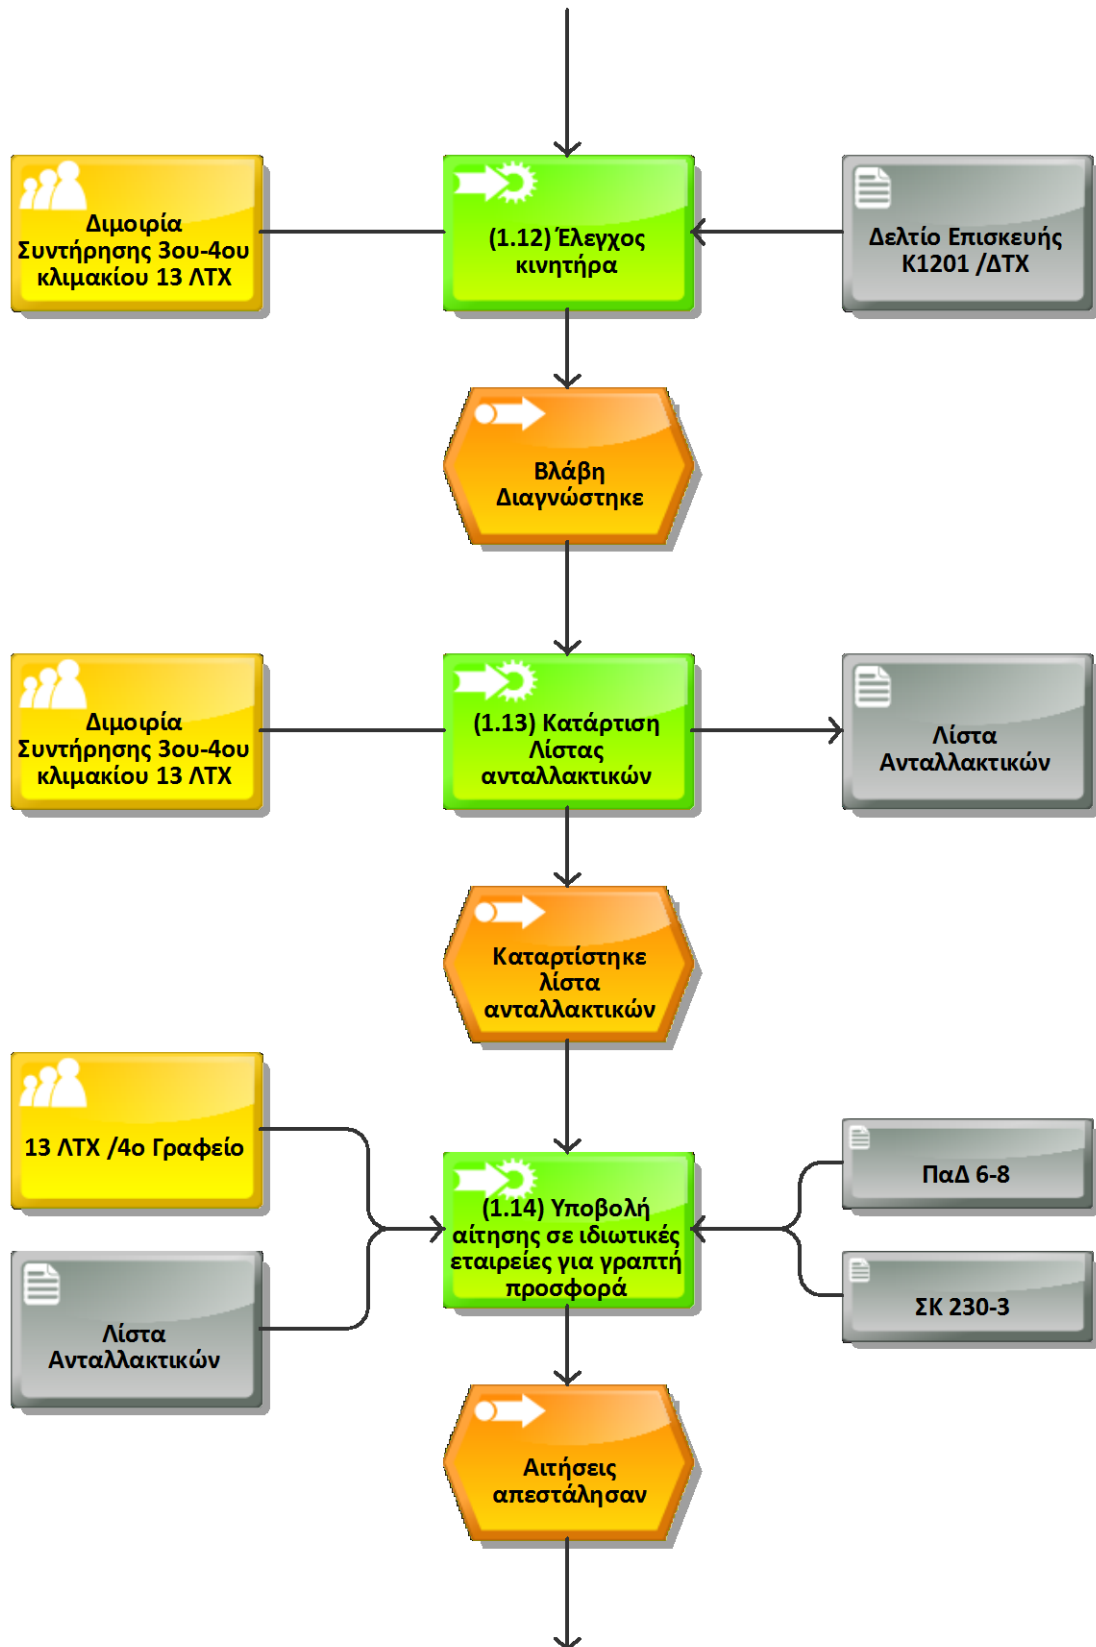 Διμοιρία
Συντήρησης 3ου-4ου
κλιμακίου 13 ΛΤΧ
(1.12) Έλεγχος
κινητήρα
Δελτίο Επισκευής
Κ1201 /ΔΤΧ
Βλάβη
Διαγνώστηκε
Διμοιρία
Συντήρησης 3ου-4ου
κλιμακίου 13 ΛΤΧ
(1.13) Κατάρτιση
Λίστας
ανταλλακτικών
Λίστα
Ανταλλακτικών
Καταρτίστηκε
λίστα
ανταλλακτικών
13 ΛΤΧ /4ο Γραφείο
Λίστα
Ανταλλακτικών
(1.14) Υποβολή
αίτησης σε ιδιωτικές
εταιρείες για γραπτή
προσφορά
ΠαΔ 6-8
ΣΚ 230-3
Αιτήσεις
απεστάλησαν